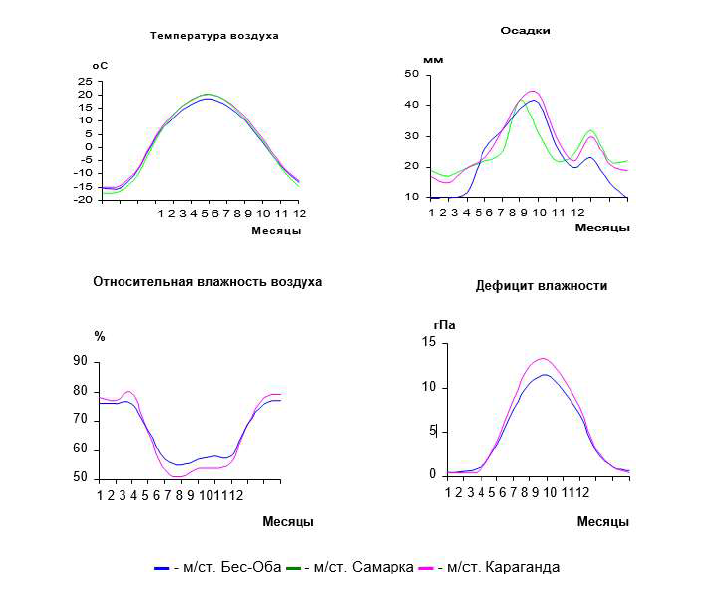 Температура воздуха
оС
25
20
15
10
5
0
-5
-10
-15
-20
1 2 3 4 5 6 7 8 9 10 11 12
Месяцы
Осадки
мм
50
40
30
20
10
1 2 3 4 5 6 7 8 9 10 11 12
Месяцы
Относительная влажность воздуха
%
90
80
70
60
50
1 2 3 4 5 6 7 8 9 10 11 12
Месяцы
Дефицит влажности
гПа
15
10
5
0
1 2 3 4 5 6 7 8 9 10 11 12
Месяцы
- м/ст. Бес-Оба - м/ст. Самарка - м/ст. Караганда